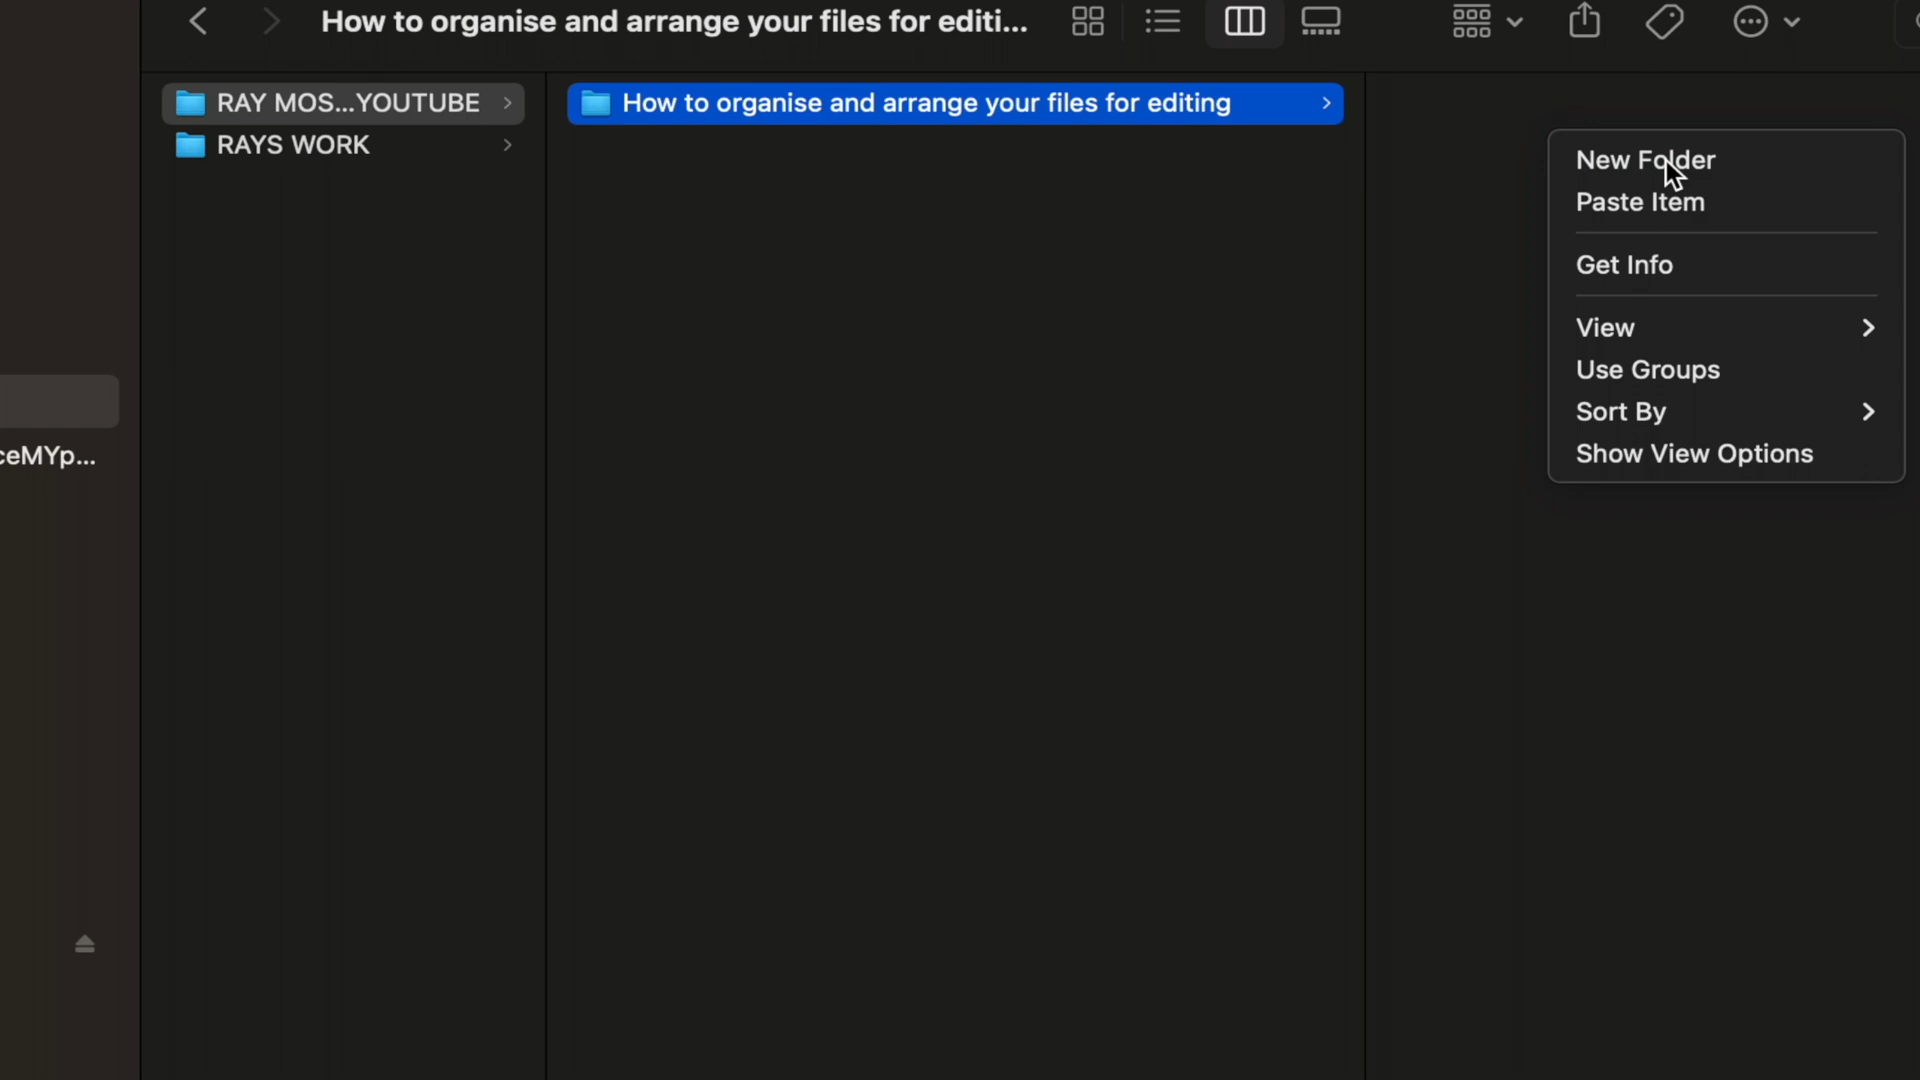 How to organise and arrange your files for editi...
RAY MOS...YOUTUBE
RAYS WORK
How to organise and arrange your files for editing
New Folder
Paste Item
Get Info
View
Use Groups
Sort By
Show View Options
ceMYp...